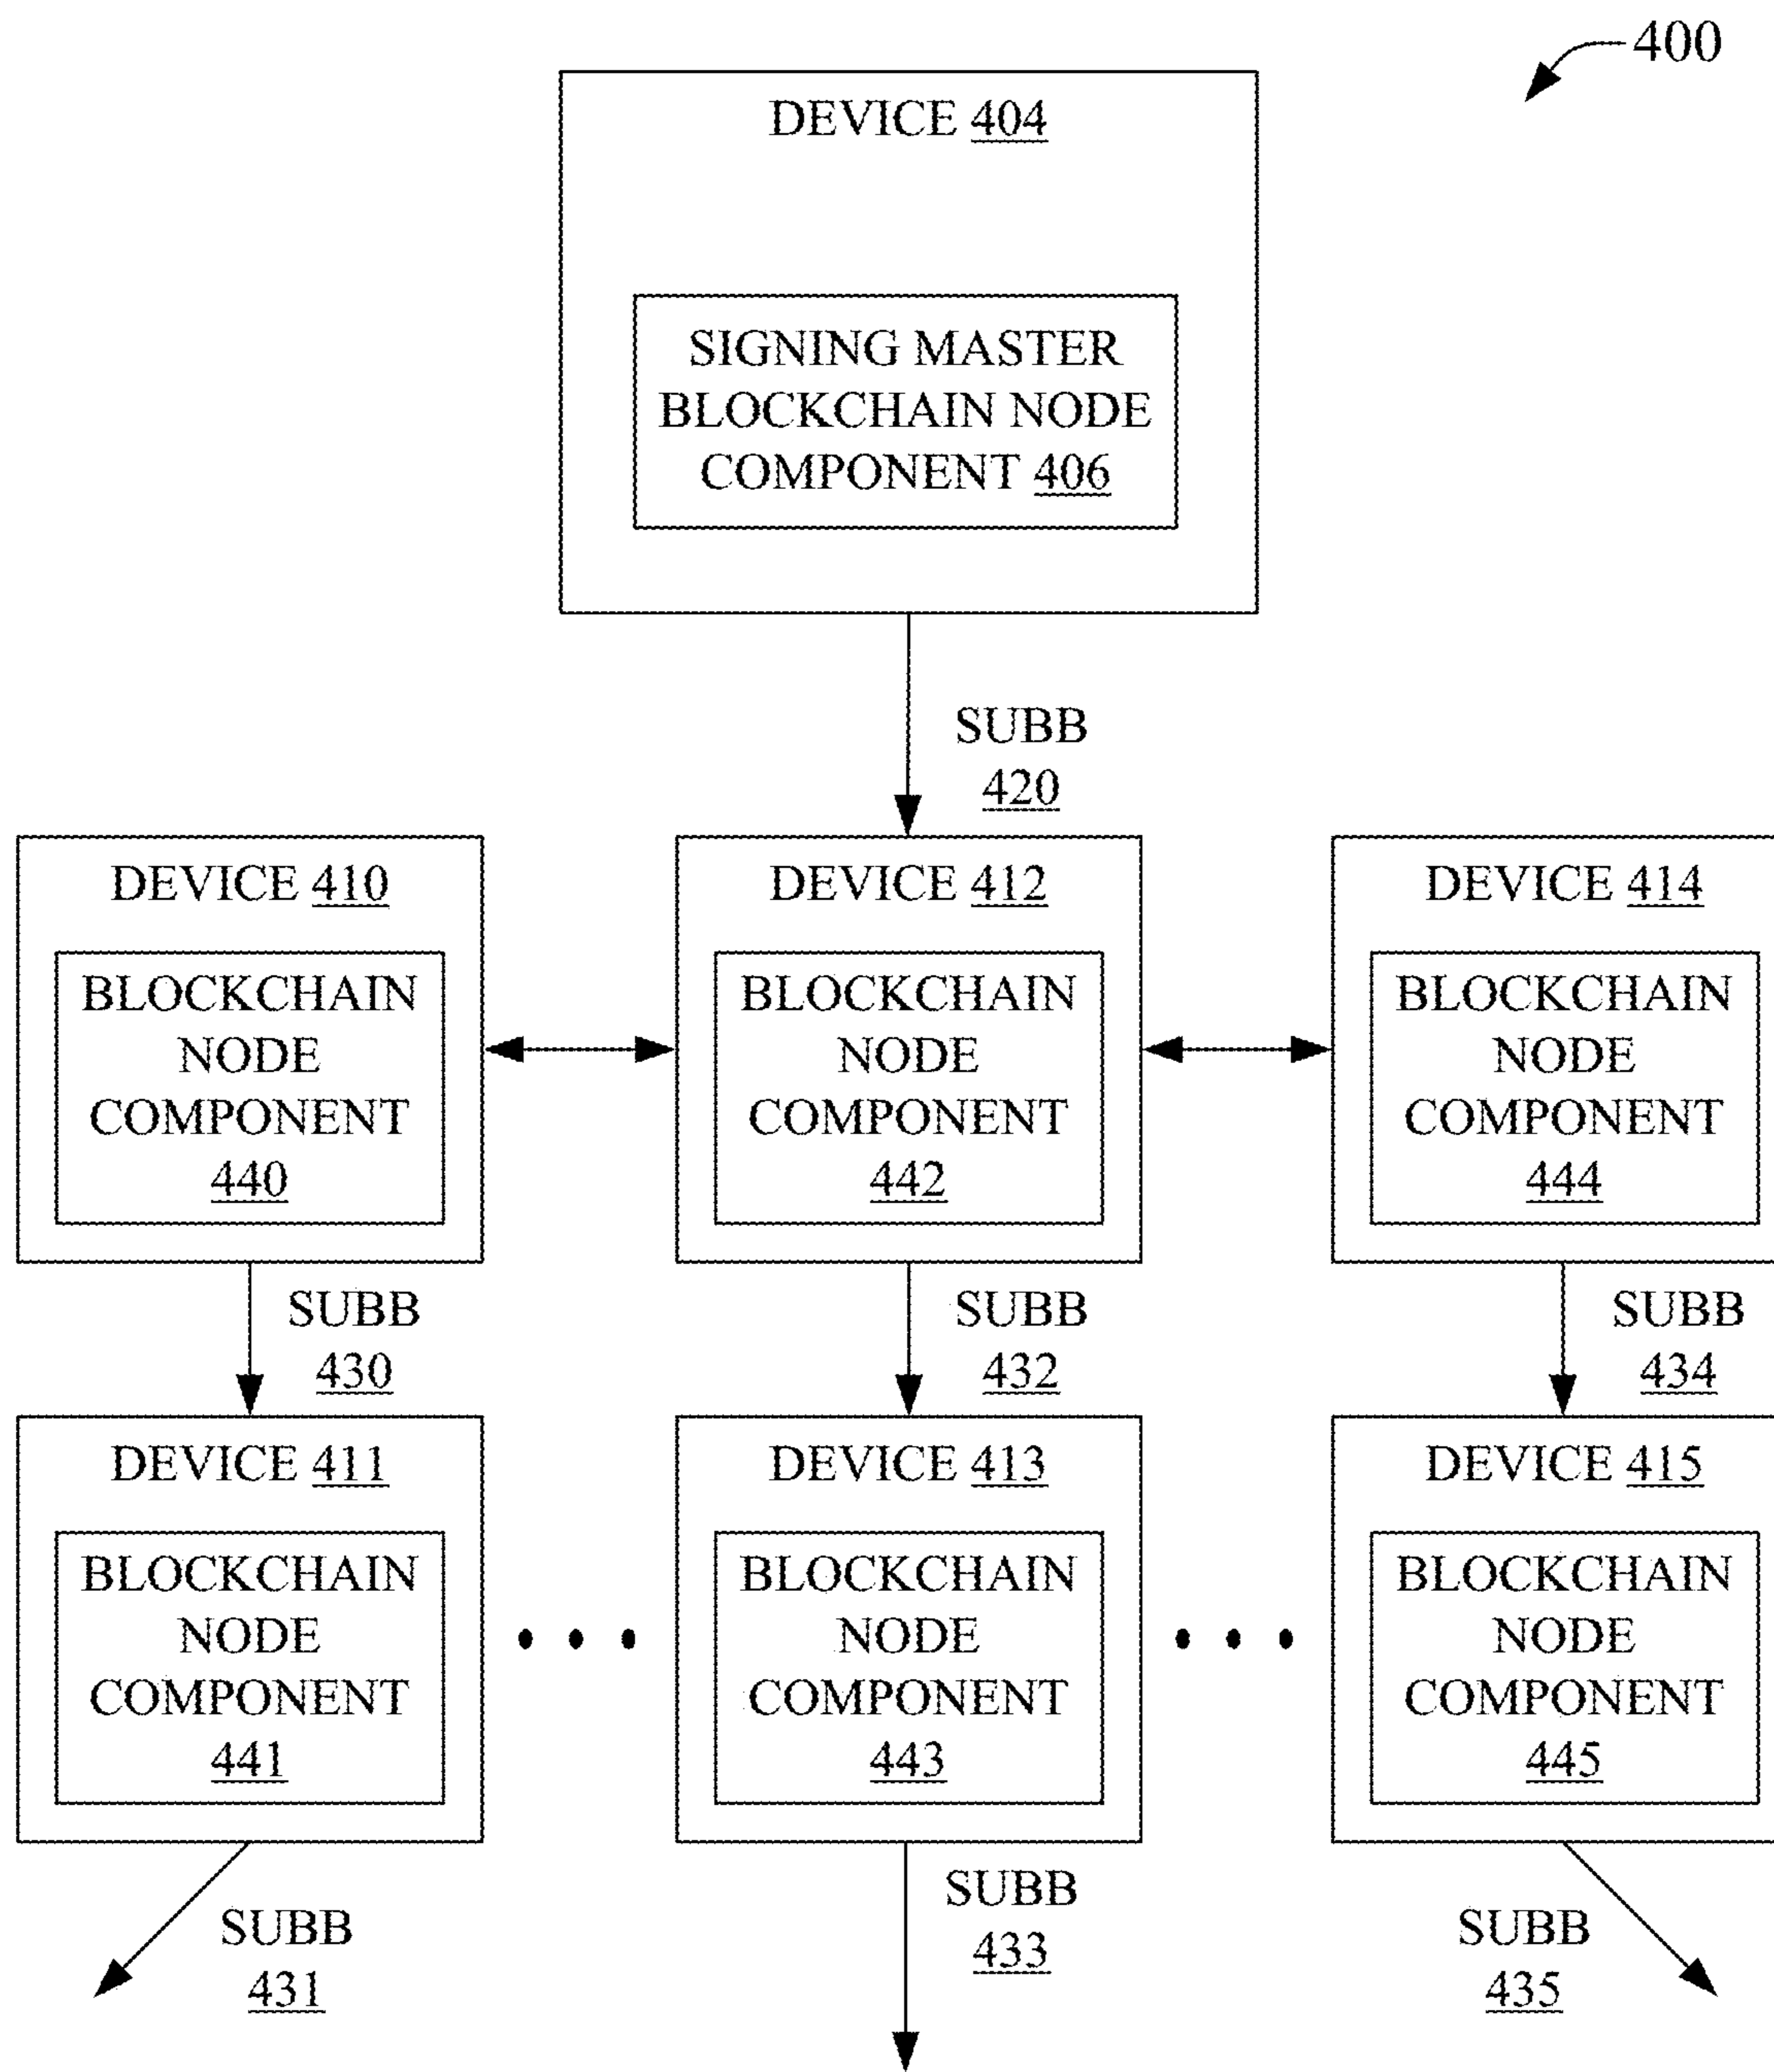 400
DEVICE 404
SIGNING MASTER
BLOCKCHAIN NODE
COMPONENT 406
SUBB
420
DEVICE 410
BLOCKCHAIN
NODE
COMPONENT
440
DEVICE 412
BLOCKCHAIN
NODE
COMPONENT
442
DEVICE 414
BLOCKCHAIN
NODE
COMPONENT
444
SUBB
430
SUBB
432
SUBB
434
DEVICE 411
BLOCKCHAIN
NODE
COMPONENT
441
DEVICE 413
BLOCKCHAIN
NODE
COMPONENT
443
DEVICE 415
BLOCKCHAIN
NODE
COMPONENT
445
SUBB
431
SUBB
433
SUBB
435